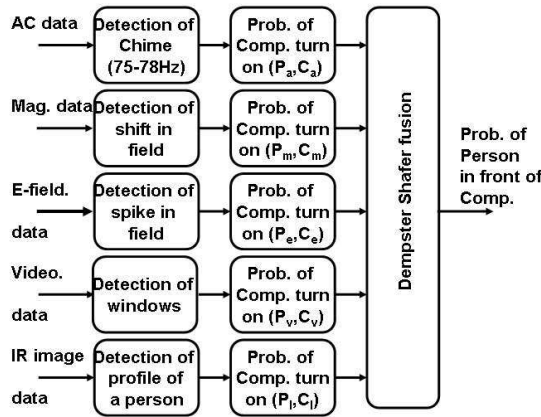 AC data
Detection of
Chime
(75-78Hz)
Prob. of
Comp. turn
on (Pa,Ca)
Mag. data
Detection of
shift in
field
Prob. of
Comp. turn
on (Pm,Cm)
E-field.
data
Detection of
spike in
field
Prob. of
Comp. turn
on (Pe,Ce)
Video.
data
Detection of
windows
Prob. of
Comp. turn
on (Pv,Cv)
IR image
data
Detection of
profile of
a person
Prob. of
Comp. turn
on (PI,CI)
Dempster Shafer fusion
Prob. of
Person
in front of
Comp.